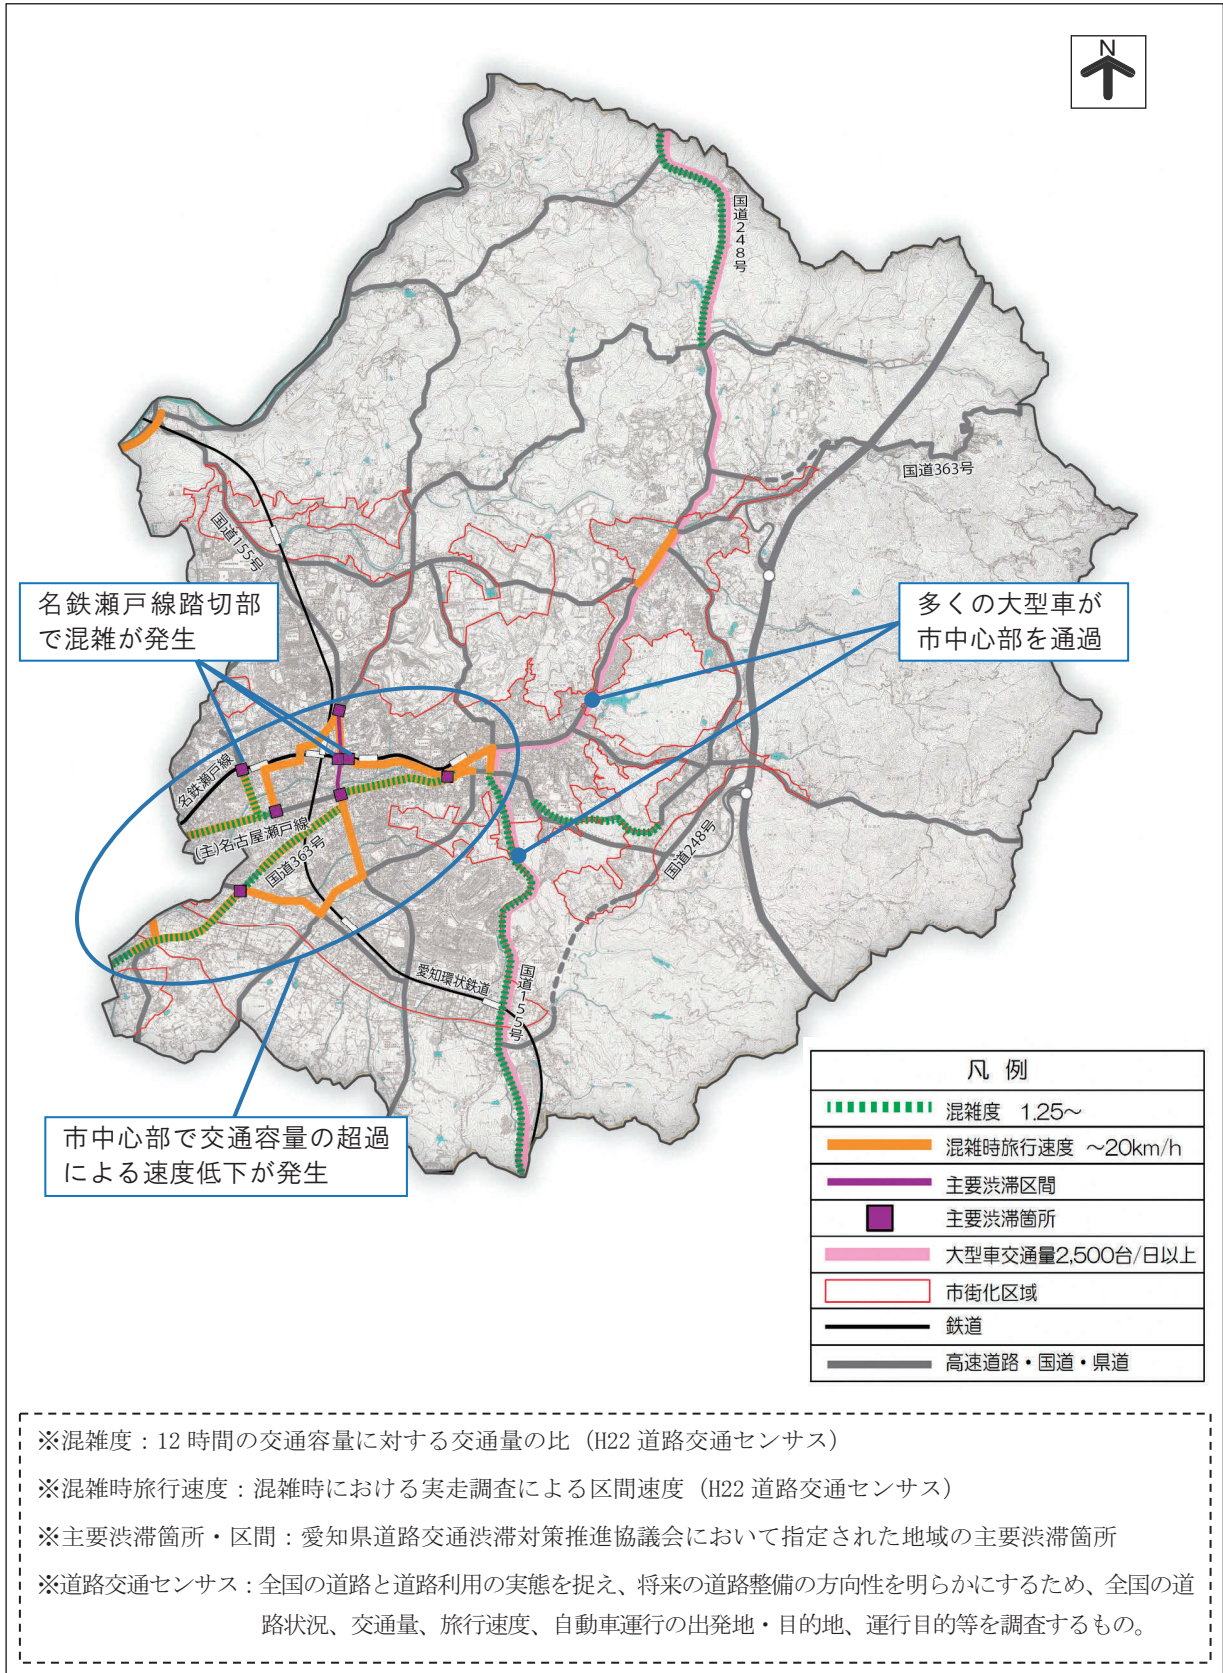 N
国道248号
国道363号
国道155号
名鉄瀬戸線踏切部
で混雑が発生
多くの大型車が
市中心部を通過
名鉄瀬戸線
(主)名古屋瀬戸線
国道363号
国道248号
愛知環状鉄道
国道155号
市中心部で交通容量の超過
による速度低下が発生
凡 例
混雑度 1.25～
混雑時旅行速度 ～20km/h
主要渋滞区間
主要渋滞箇所
大型車交通量2,500台/日以上
市街化区域
鉄道
高速道路・国道・県道
※混雑度：12 時間の交通容量に対する交通量の比（H22 道路交通センサス）
※混雑時旅行速度：混雑時における実走調査による区間速度（H22 道路交通センサス）
※主要渋滞箇所・区間：愛知県道路交通渋滞対策推進協議会において指定された地域の主要渋滞箇所
※道路交通センサス：全国の道路と道路利用の実態を捉え、将来の道路整備の方向性を明らかにするため、全国の道
路状況、交通量、旅行速度、自動車運行の出発地・目的地、運行目的等を調査するもの。